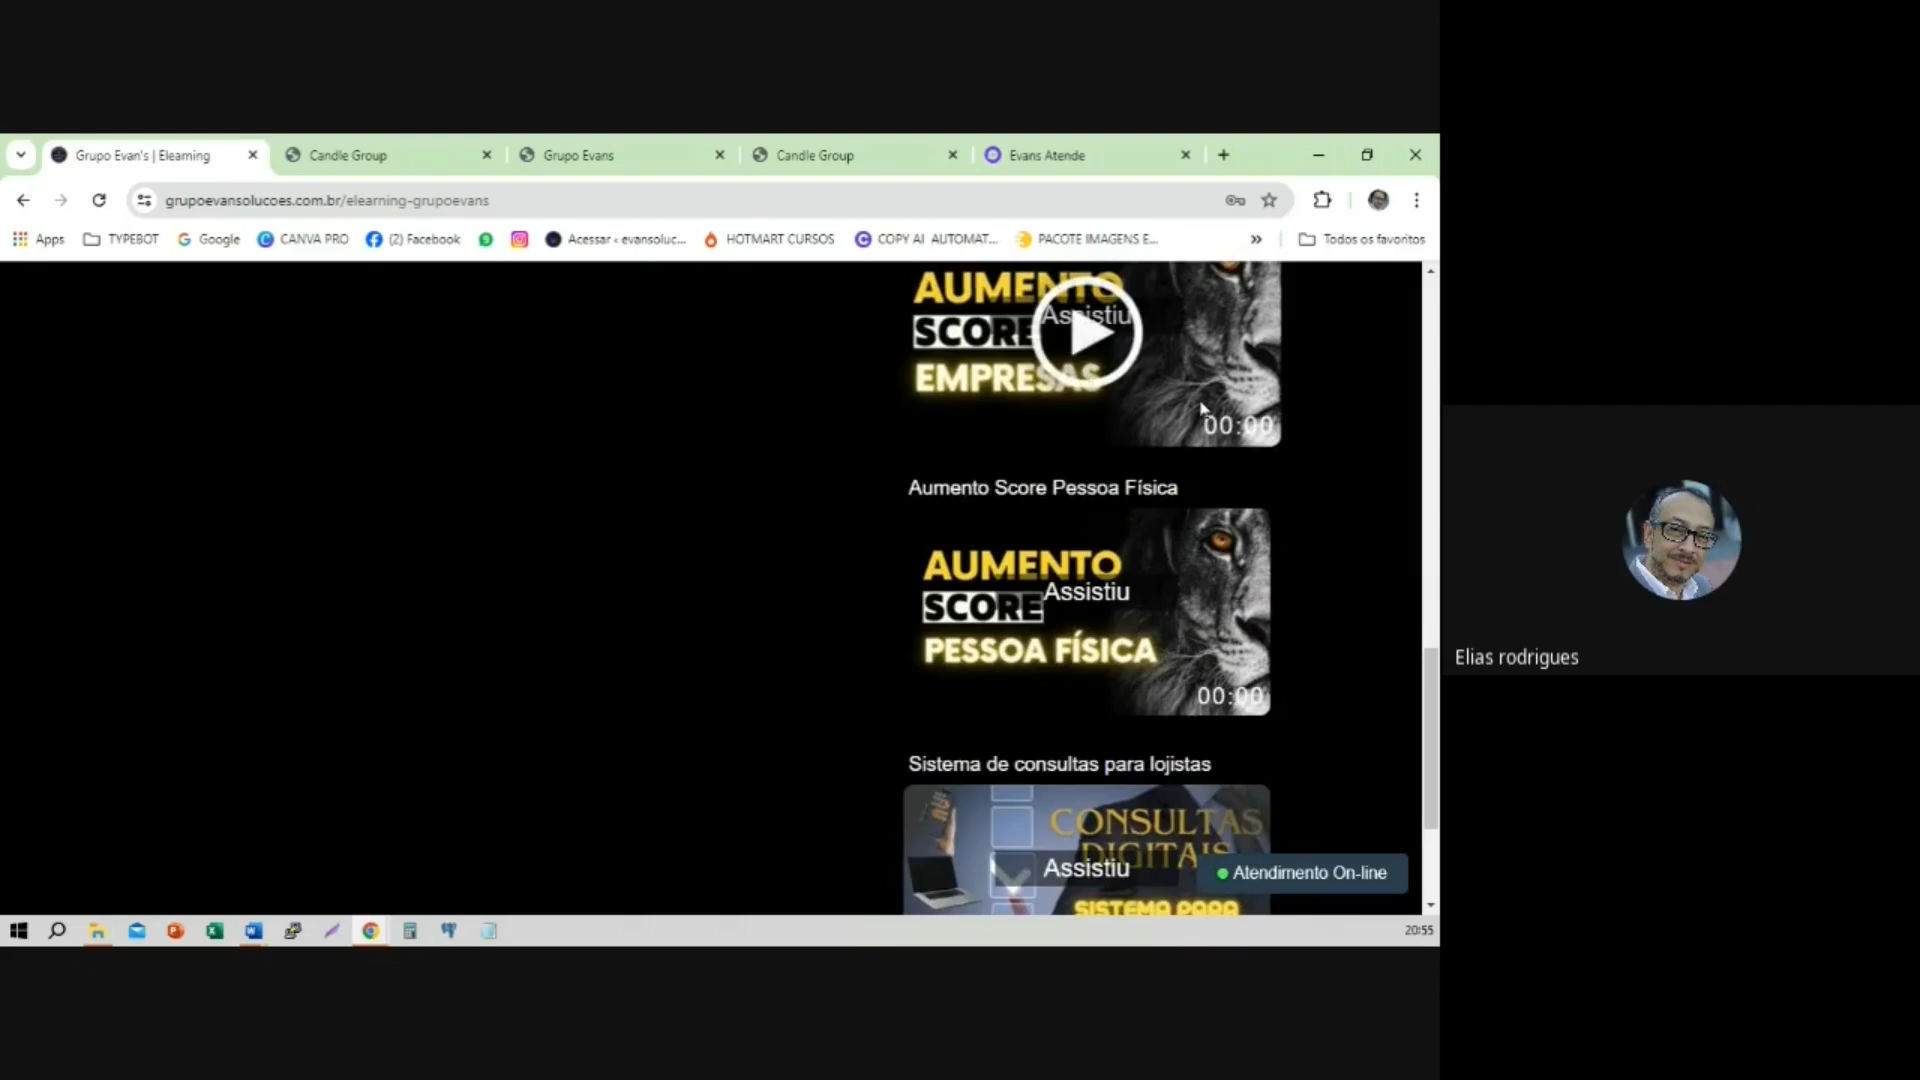 Grupo Evan's | Elearning
Candle Group
Grupo Evans
Candle Group
Evans Atende
grupoevansolucoes.com.br/elearning-grupoevans
Apps
TYPEBOT
Google
CANVA PRO
(2) Facebook
Acessar ‹ evansoluc...
HOTMART CURSOS
COPY AI AUTOMAT...
PACOTE IMAGENS E...
Todos os favoritos
AUMENTO
Assistiu
SCORE
EMPRESAS
00:00
Aumento Score Pessoa Física
AUMENTO
Assistiu
SCORE
PESSOA FÍSICA
00:00
Elias rodrigues
Sistema de consultas para lojistas
CONSULTAS
DIGITAIS
Assistiu
Atendimento On-line
SISTEMA PARA
20:55